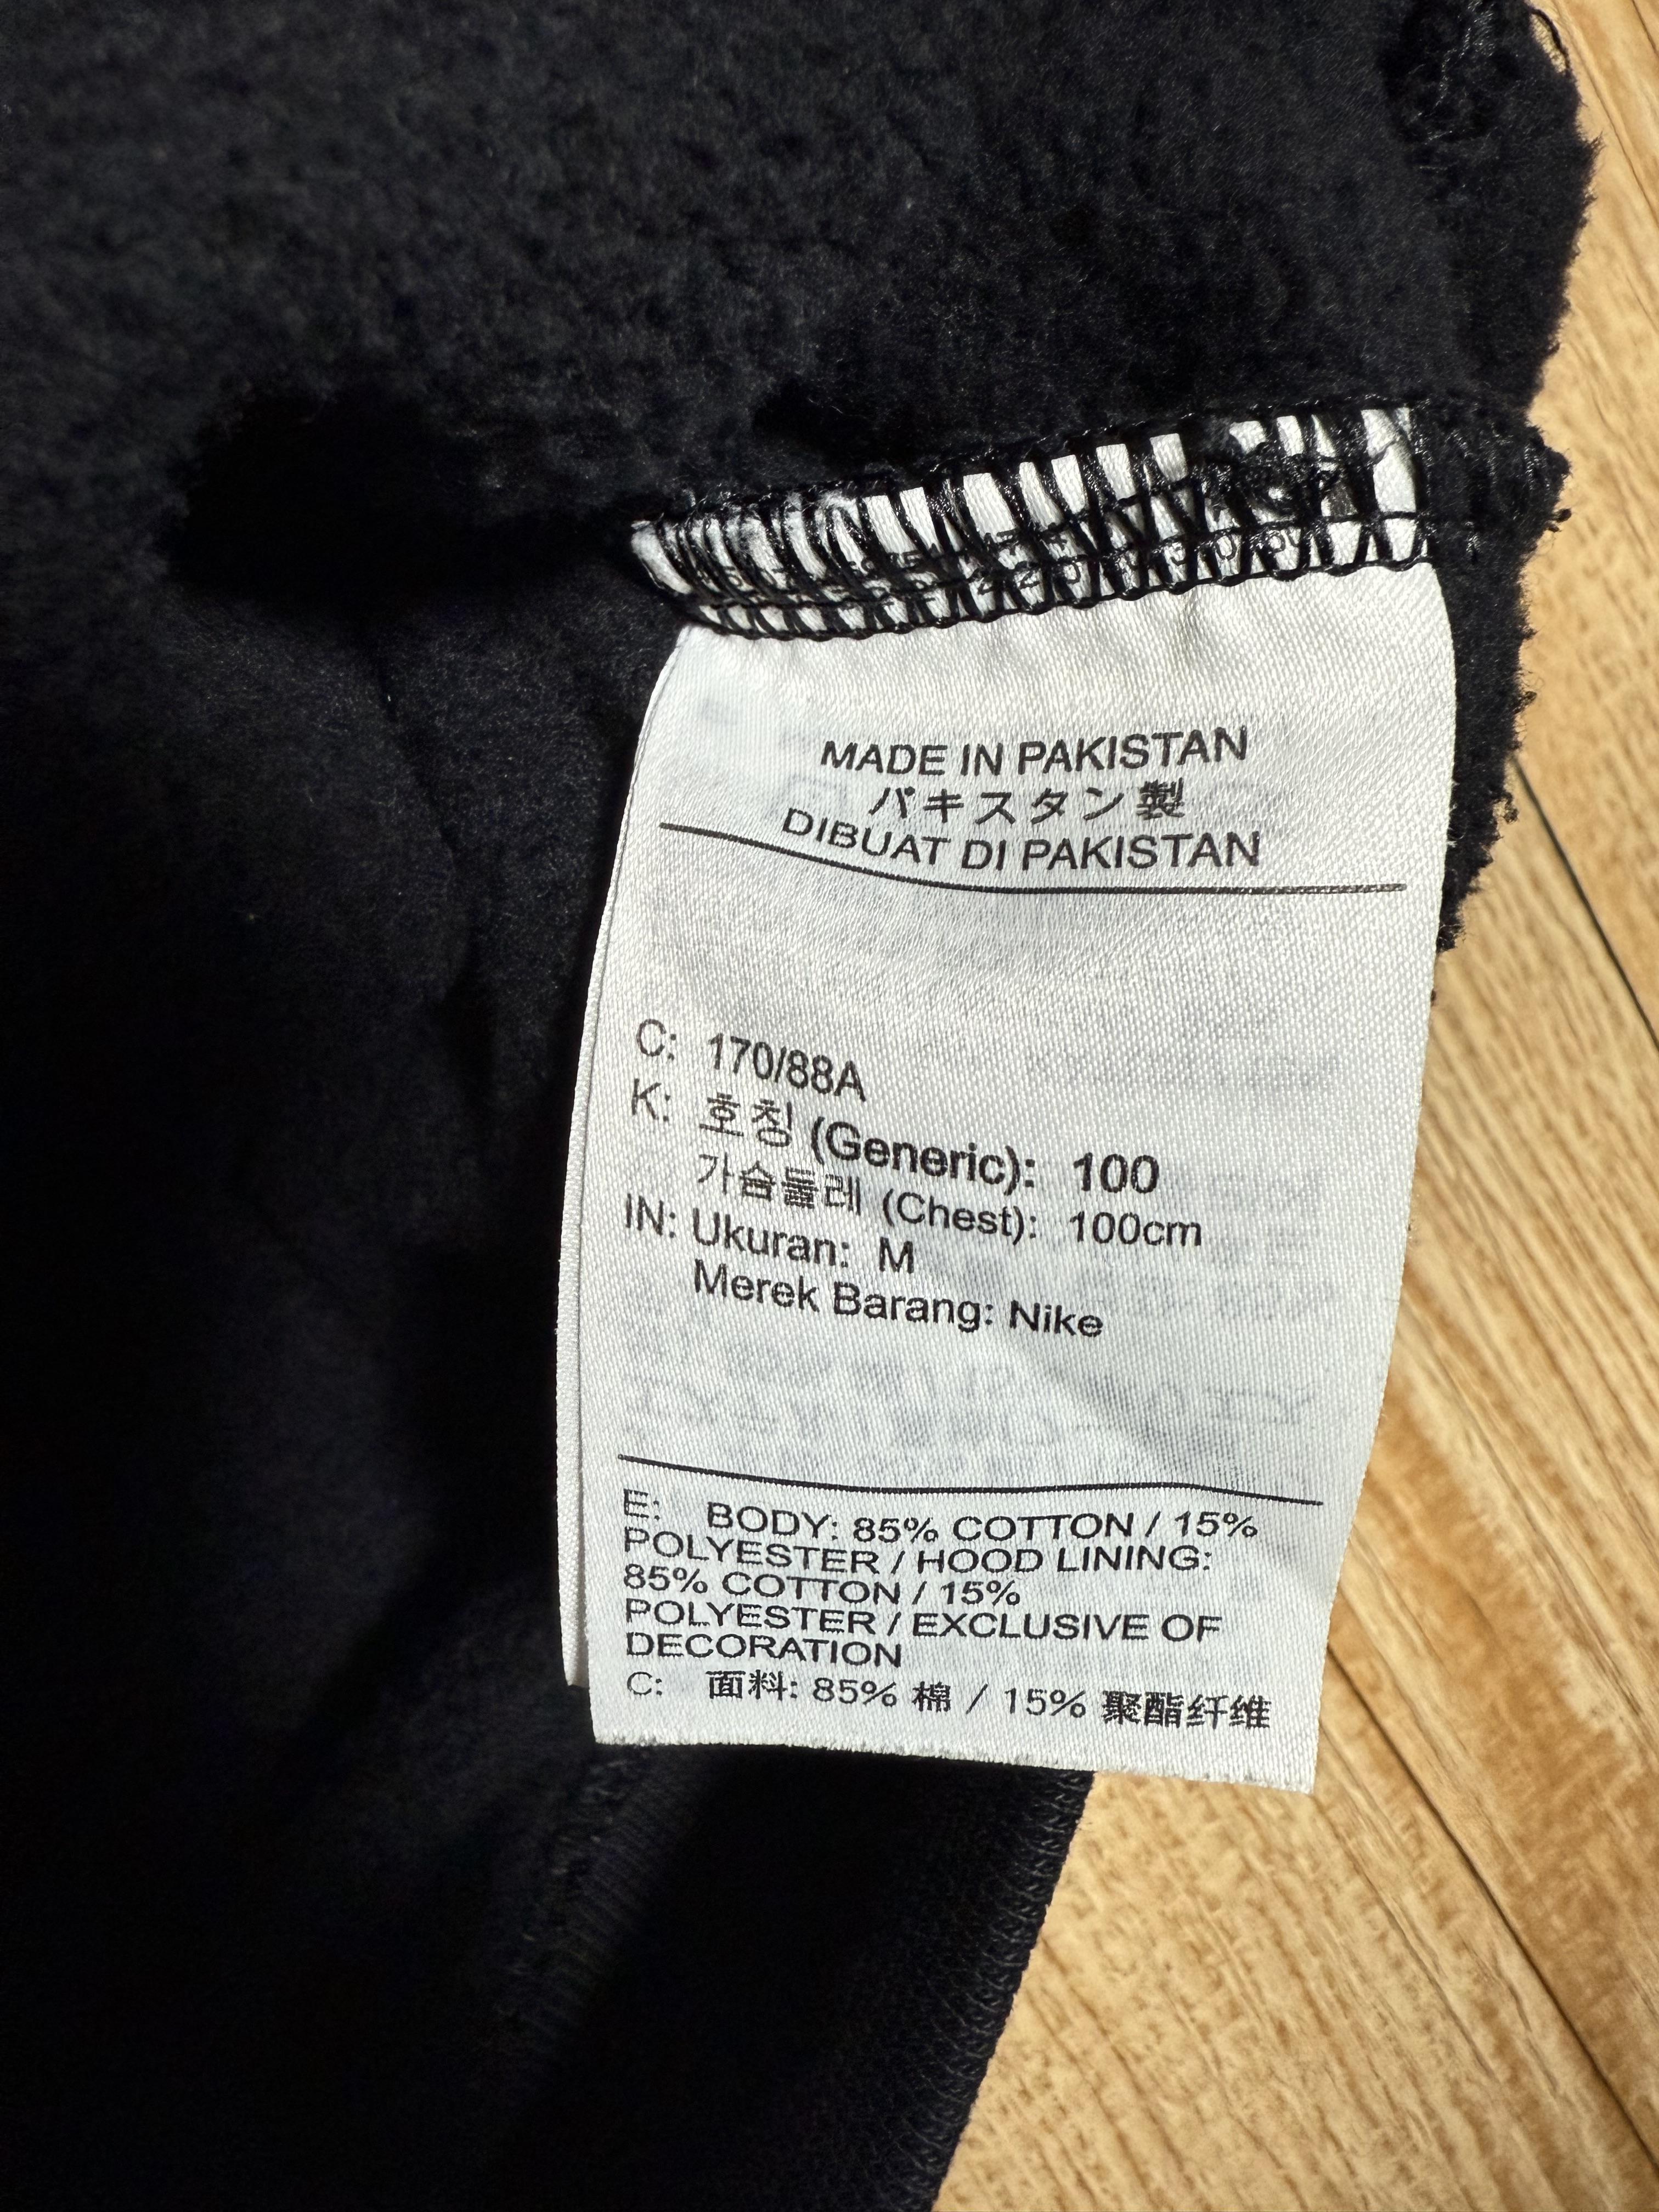 MADE IN PAKISTAN
パキスタン製
DIBUAT DI PAKISTAN
C: 170/88A
K: 호칭 (Generic): 100
가슴둘레 (Chest): 100cm
IN: Ukuran: M
Merek Barang: Nike
E: BODY: 85% COTTON / 15%
POLYESTER / HOOD LINING:
85% COTTON / 15%
POLYESTER / EXCLUSIVE OF
DECORATION
C: 面料: 85% 棉 / 15% 聚酯纤维